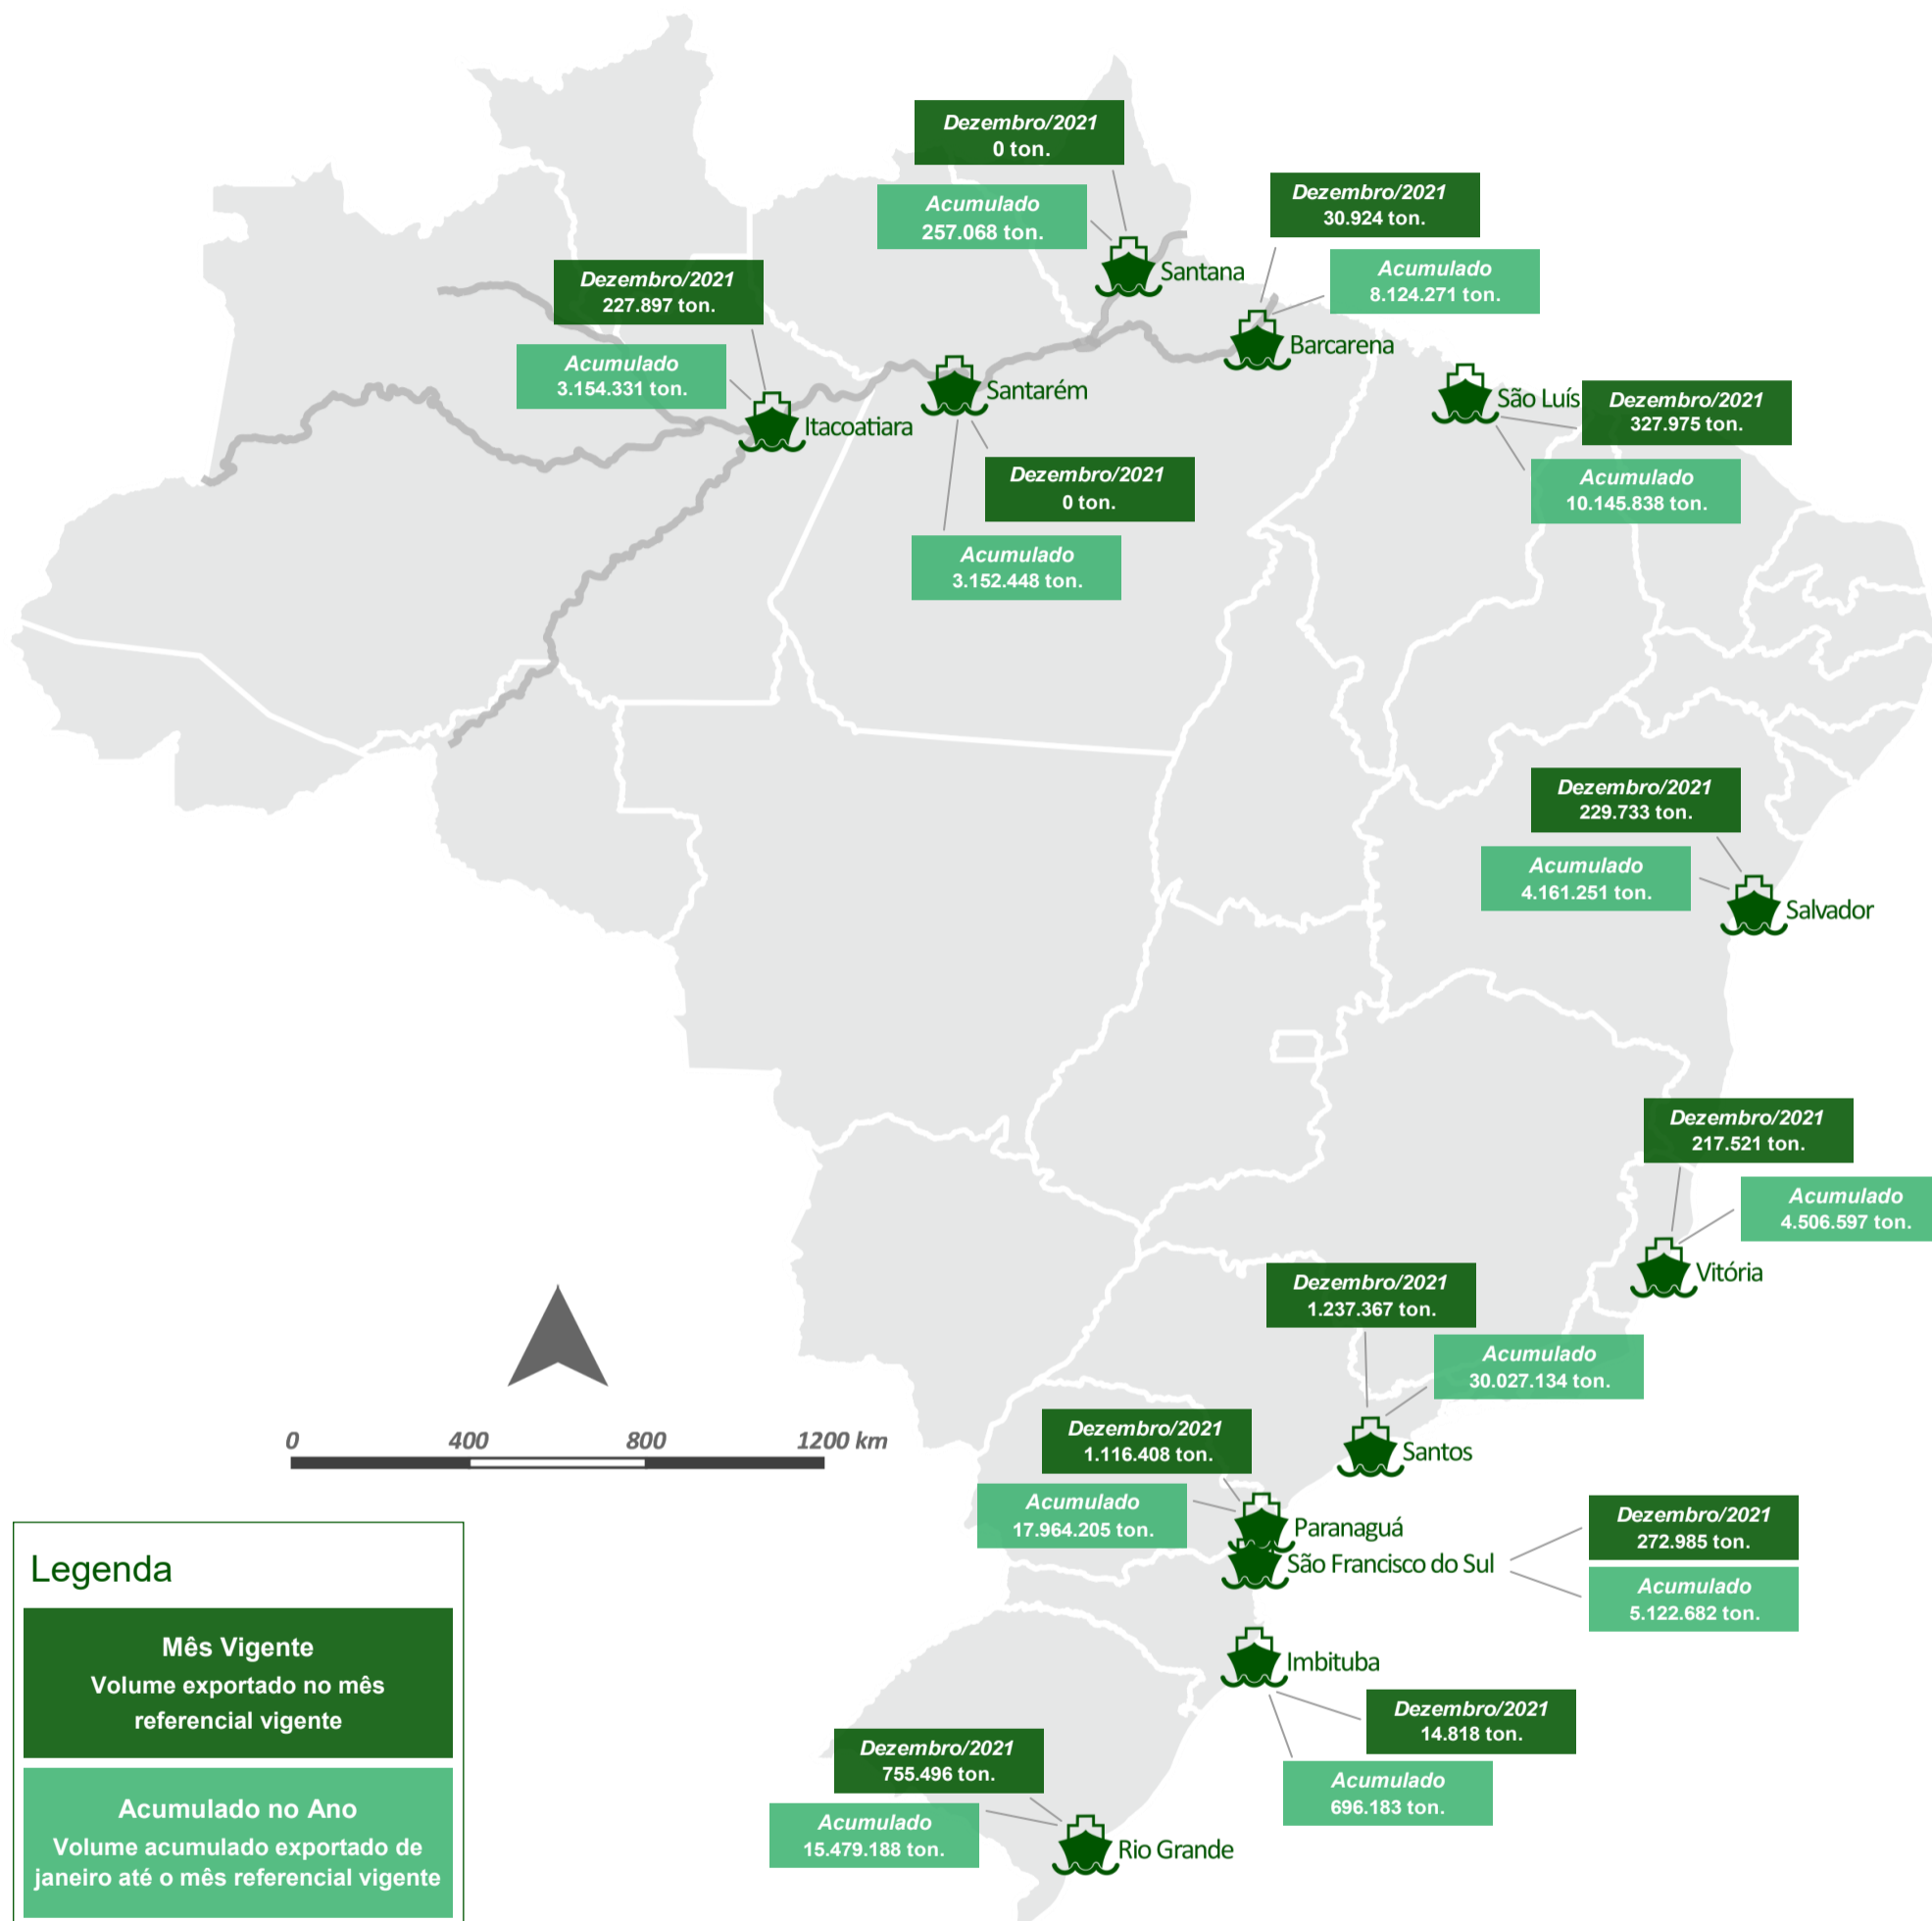 Dezembro/2021
0 ton.
Acumulado
257.068 ton.
Santana
Dezembro/2021
30.924 ton.
Acumulado
8.124.271 ton.
Barcarena
Dezembro/2021
227.897 ton.
Acumulado
3.154.331 ton.
Itacoatiara
Santarém
Dezembro/2021
0 ton.
Acumulado
3.152.448 ton.
São Luís
Dezembro/2021
327.975 ton.
Acumulado
10.145.838 ton.
Dezembro/2021
229.733 ton.
Acumulado
4.161.251 ton.
Salvador
Dezembro/2021
217.521 ton.
Acumulado
4.506.597 ton.
Vitória
Dezembro/2021
1.237.367 ton.
Acumulado
30.027.134 ton.
Santos
Dezembro/2021
1.116.408 ton.
Acumulado
17.964.205 ton.
Paranaguá
São Francisco do Sul
Dezembro/2021
272.985 ton.
Acumulado
5.122.682 ton.
Imbituba
Dezembro/2021
14.818 ton.
Acumulado
696.183 ton.
Dezembro/2021
755.496 ton.
Acumulado
15.479.188 ton.
Rio Grande
0 400 800 1200 km
Legenda
Mês Vigente
Volume exportado no mês
referencial vigente
Acumulado no Ano
Volume acumulado exportado de
janeiro até o mês referencial vigente